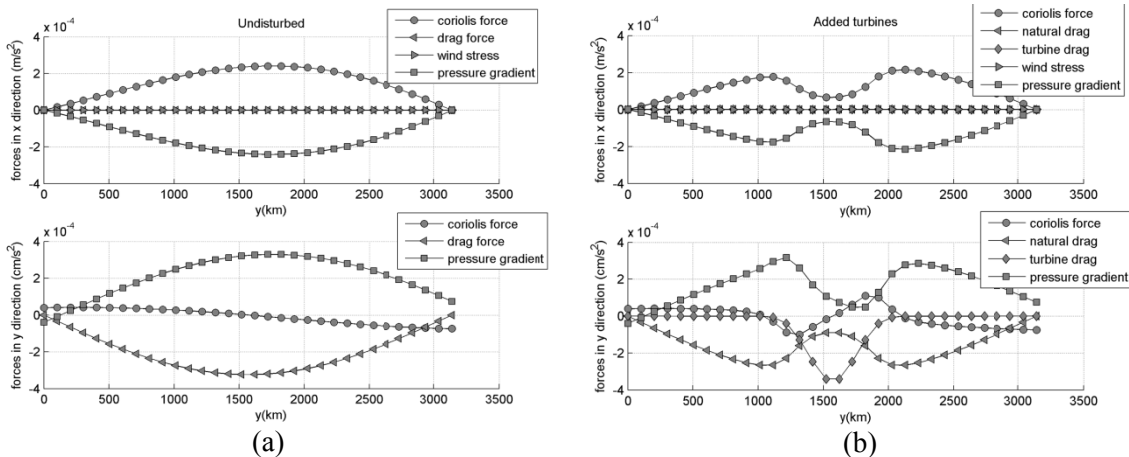 Undisturbed
x 10⁻⁴
4
2
0
-2
-4
forces in x direction (m/s²)
0 500 1000 1500 2000 2500 3000 3500
y(km)
coriolis force
drag force
wind stress
pressure gradient
x 10⁻⁴
4
2
0
-2
-4
forces in y direction (cm/s²)
0 500 1000 1500 2000 2500 3000 3500
y(km)
coriolis force
drag force
pressure gradient
(a)
Added turbines
x 10⁻⁴
4
2
0
-2
-4
forces in x direction (m/s²)
0 500 1000 1500 2000 2500 3000 3500
y(km)
coriolis force
natural drag
turbine drag
wind stress
pressure gradient
x 10⁻⁴
4
2
0
-2
-4
forces in y direction (cm/s²)
0 500 1000 1500 2000 2500 3000 3500
y(km)
coriolis force
natural drag
turbine drag
pressure gradient
(b)